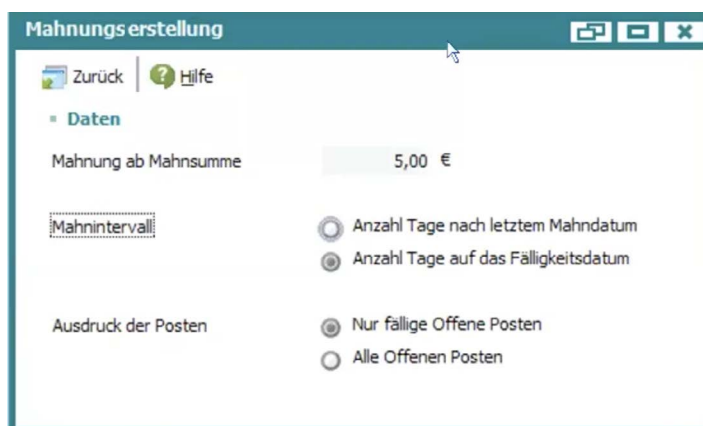 Mahnungserstellung
Zurück Hilfe
Daten
Mahnung ab Mahnsumme 5,00 €
Mahnintervall Anzahl Tage nach letztem Mahndatum
Anzahl Tage auf das Fälligkeitsdatum
Ausdruck der Posten Nur fällige Offene Posten
Alle Offenen Posten